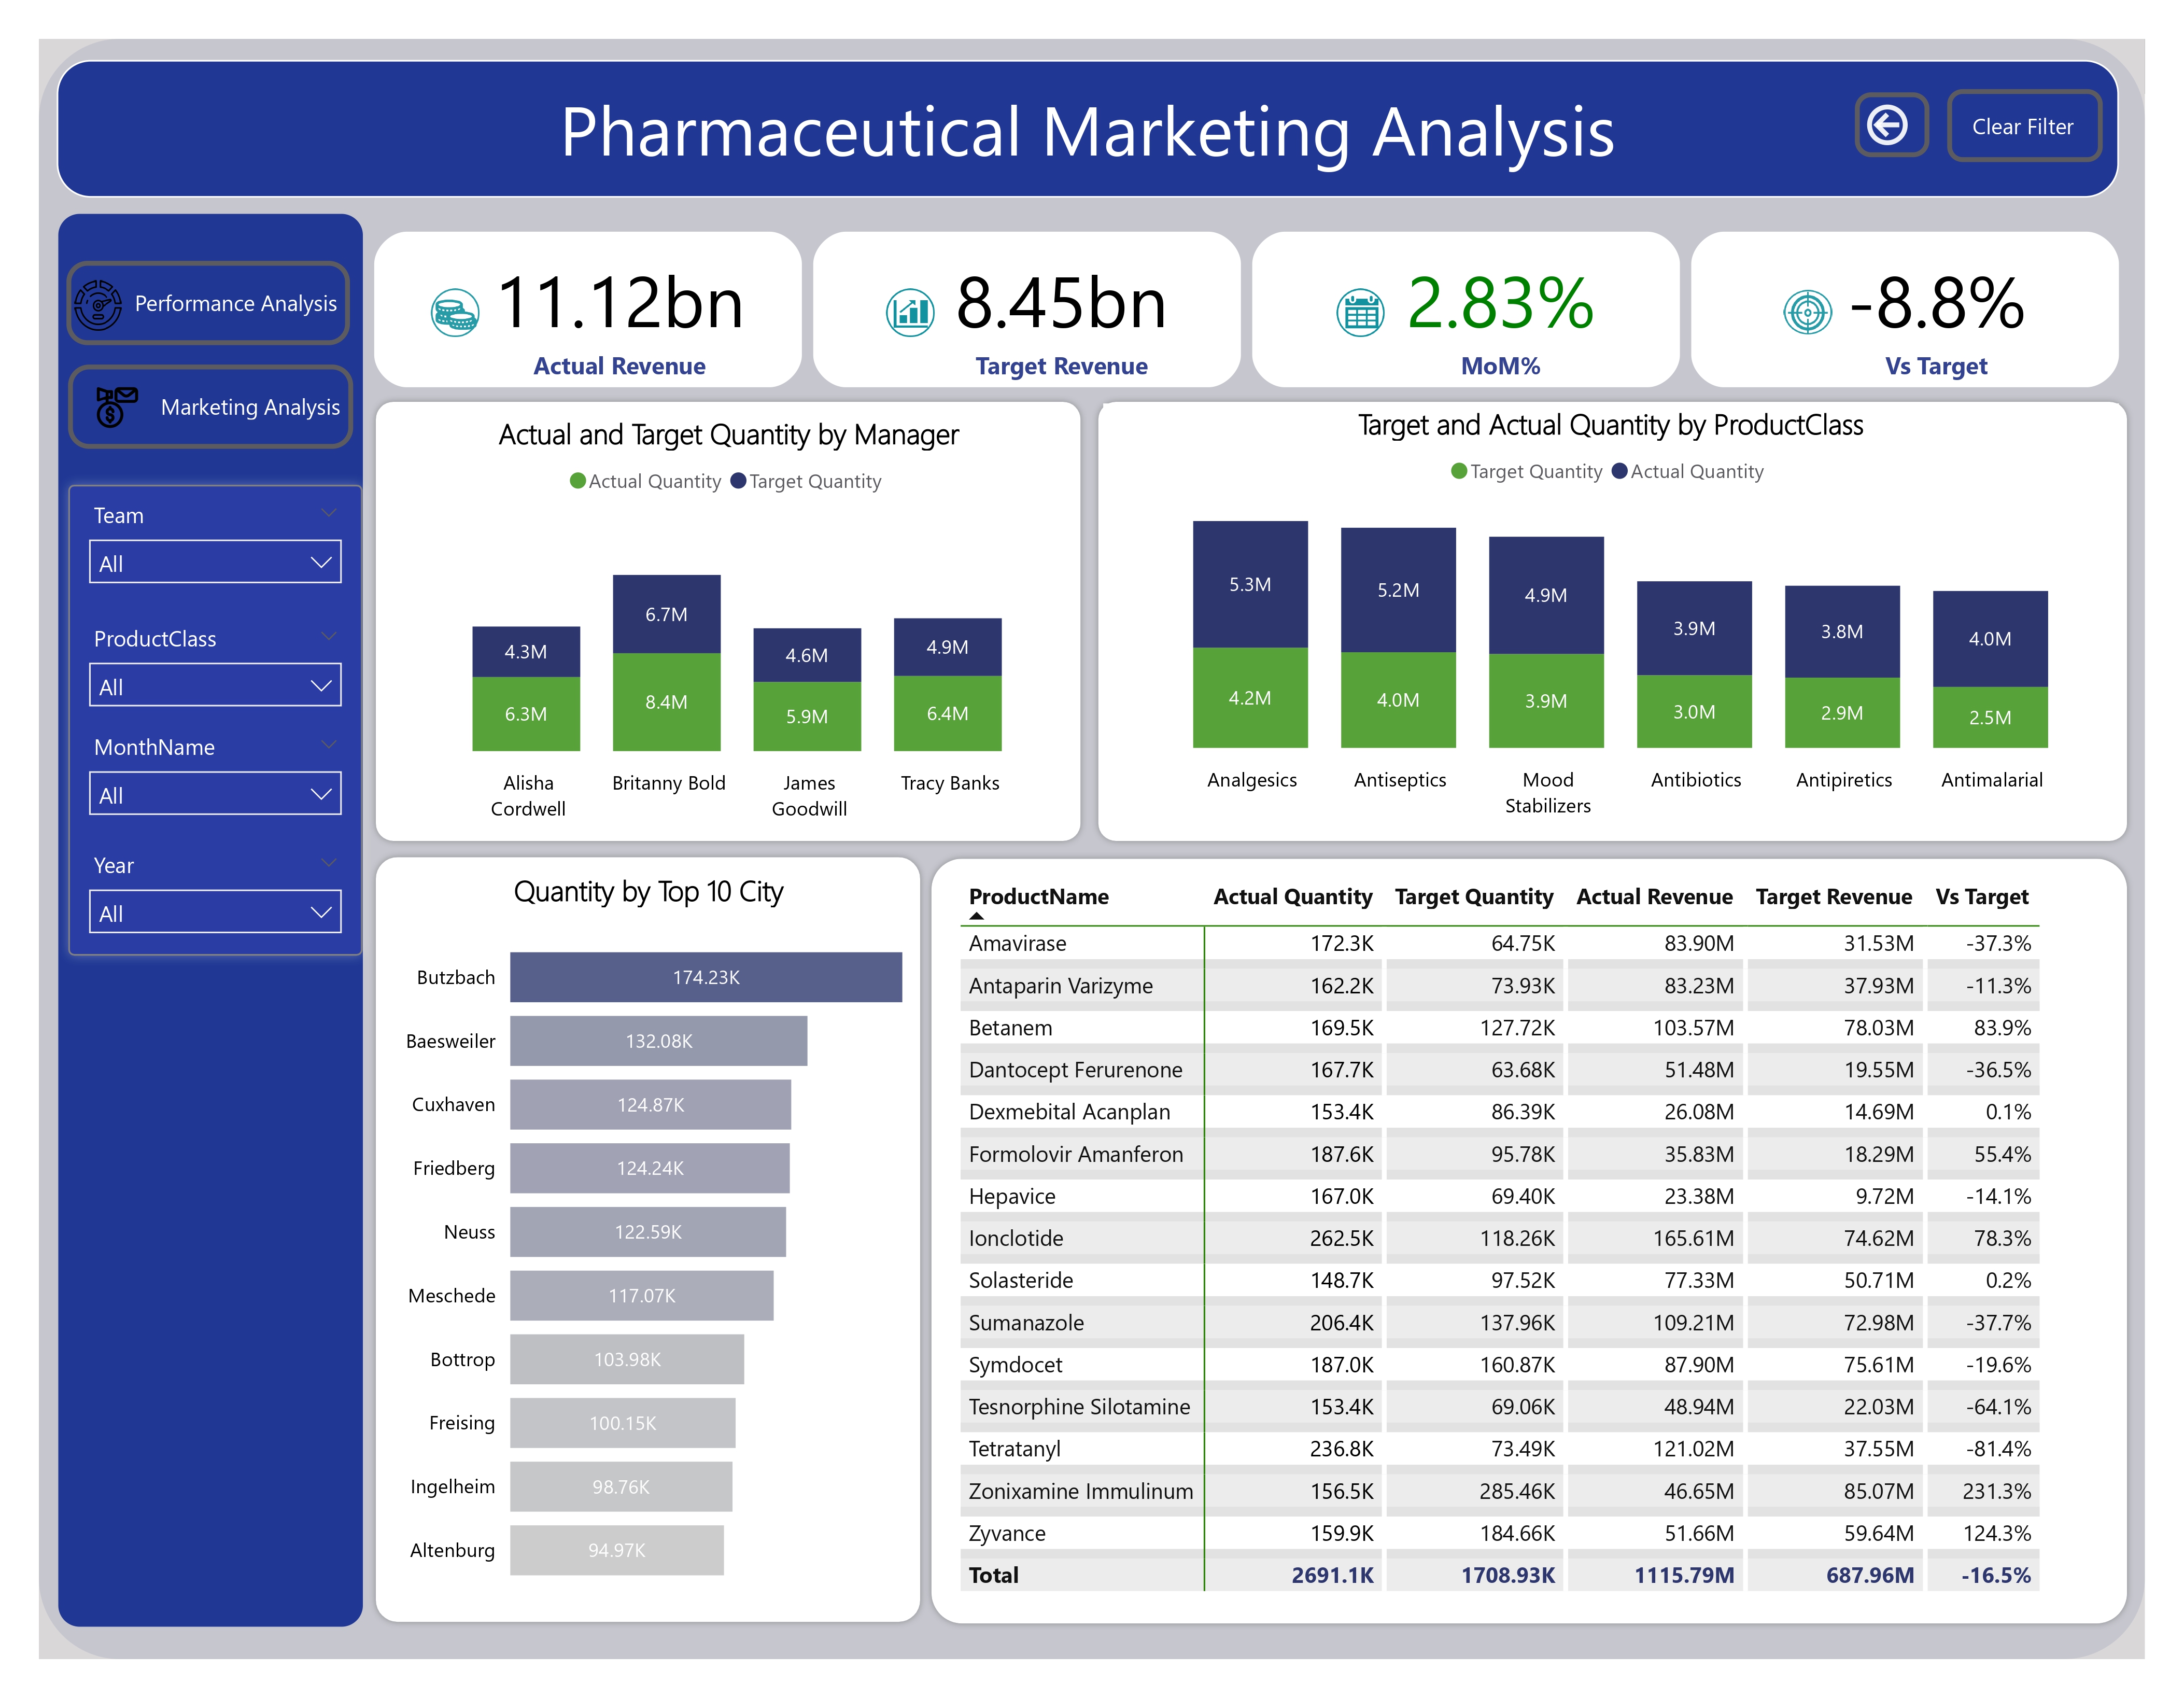 Pharmaceutical Marketing Analysis
Clear Filter
Performance Analysis
Marketing Analysis
Team
All
ProductClass
All
MonthName
All
Year
All
11.12bn
Actual Revenue
8.45bn
Target Revenue
2.83%
MoM%
-8.8%
Vs Target
Actual and Target Quantity by Manager
Actual Quantity Target Quantity
4.3M 6.7M 4.6M 4.9M
6.3M 8.4M 5.9M 6.4M
Alisha Cordwell
Britanny Bold
James Goodwill
Tracy Banks
Target and Actual Quantity by ProductClass
Target Quantity Actual Quantity
5.3M 5.2M 4.9M 3.9M 3.8M 4.0M
4.2M 4.0M 3.9M 3.0M 2.9M 2.5M
Analgesics
Antiseptics
Mood Stabilizers
Antibiotics
Antipiretics
Antimalarial
Quantity by Top 10 City
Butzbach 174.23K
Baesweiler 132.08K
Cuxhaven 124.87K
Friedberg 124.24K
Neuss 122.59K
Meschede 117.07K
Bottrop 103.98K
Freising 100.15K
Ingelheim 98.76K
Altenburg 94.97K
ProductName Actual Quantity Target Quantity Actual Revenue Target Revenue Vs Target
Amavirase 172.3K 64.75K 83.90M 31.53M -37.3%
Antaparin Varizyme 162.2K 73.93K 83.23M 37.93M -11.3%
Betanem 169.5K 127.72K 103.57M 78.03M 83.9%
Dantocept Ferurenone 167.7K 63.68K 51.48M 19.55M -36.5%
Dexmebital Acanplan 153.4K 86.39K 26.08M 14.69M 0.1%
Formolovir Amanferon 187.6K 95.78K 35.83M 18.29M 55.4%
Hepavice 167.0K 69.40K 23.38M 9.72M -14.1%
Ionclotide 262.5K 118.26K 165.61M 74.62M 78.3%
Solasteride 148.7K 97.52K 77.33M 50.71M 0.2%
Sumanazole 206.4K 137.96K 109.21M 72.98M -37.7%
Symdocet 187.0K 160.87K 87.90M 75.61M -19.6%
Tesnorphine Silotamine 153.4K 69.06K 48.94M 22.03M -64.1%
Tetratanyl 236.8K 73.49K 121.02M 37.55M -81.4%
Zonixamine Immulinum 156.5K 285.46K 46.65M 85.07M 231.3%
Zyvance 159.9K 184.66K 51.66M 59.64M 124.3%
Total 2691.1K 1708.93K 1115.79M 687.96M -16.5%